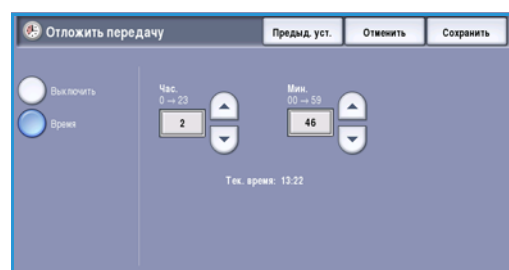 Отложить передачу
Предыд. уст. Отменить Сохранить
Выключить
Время
Час. Мин.
0→23 00→59
2 46
Тек. время: 13:22